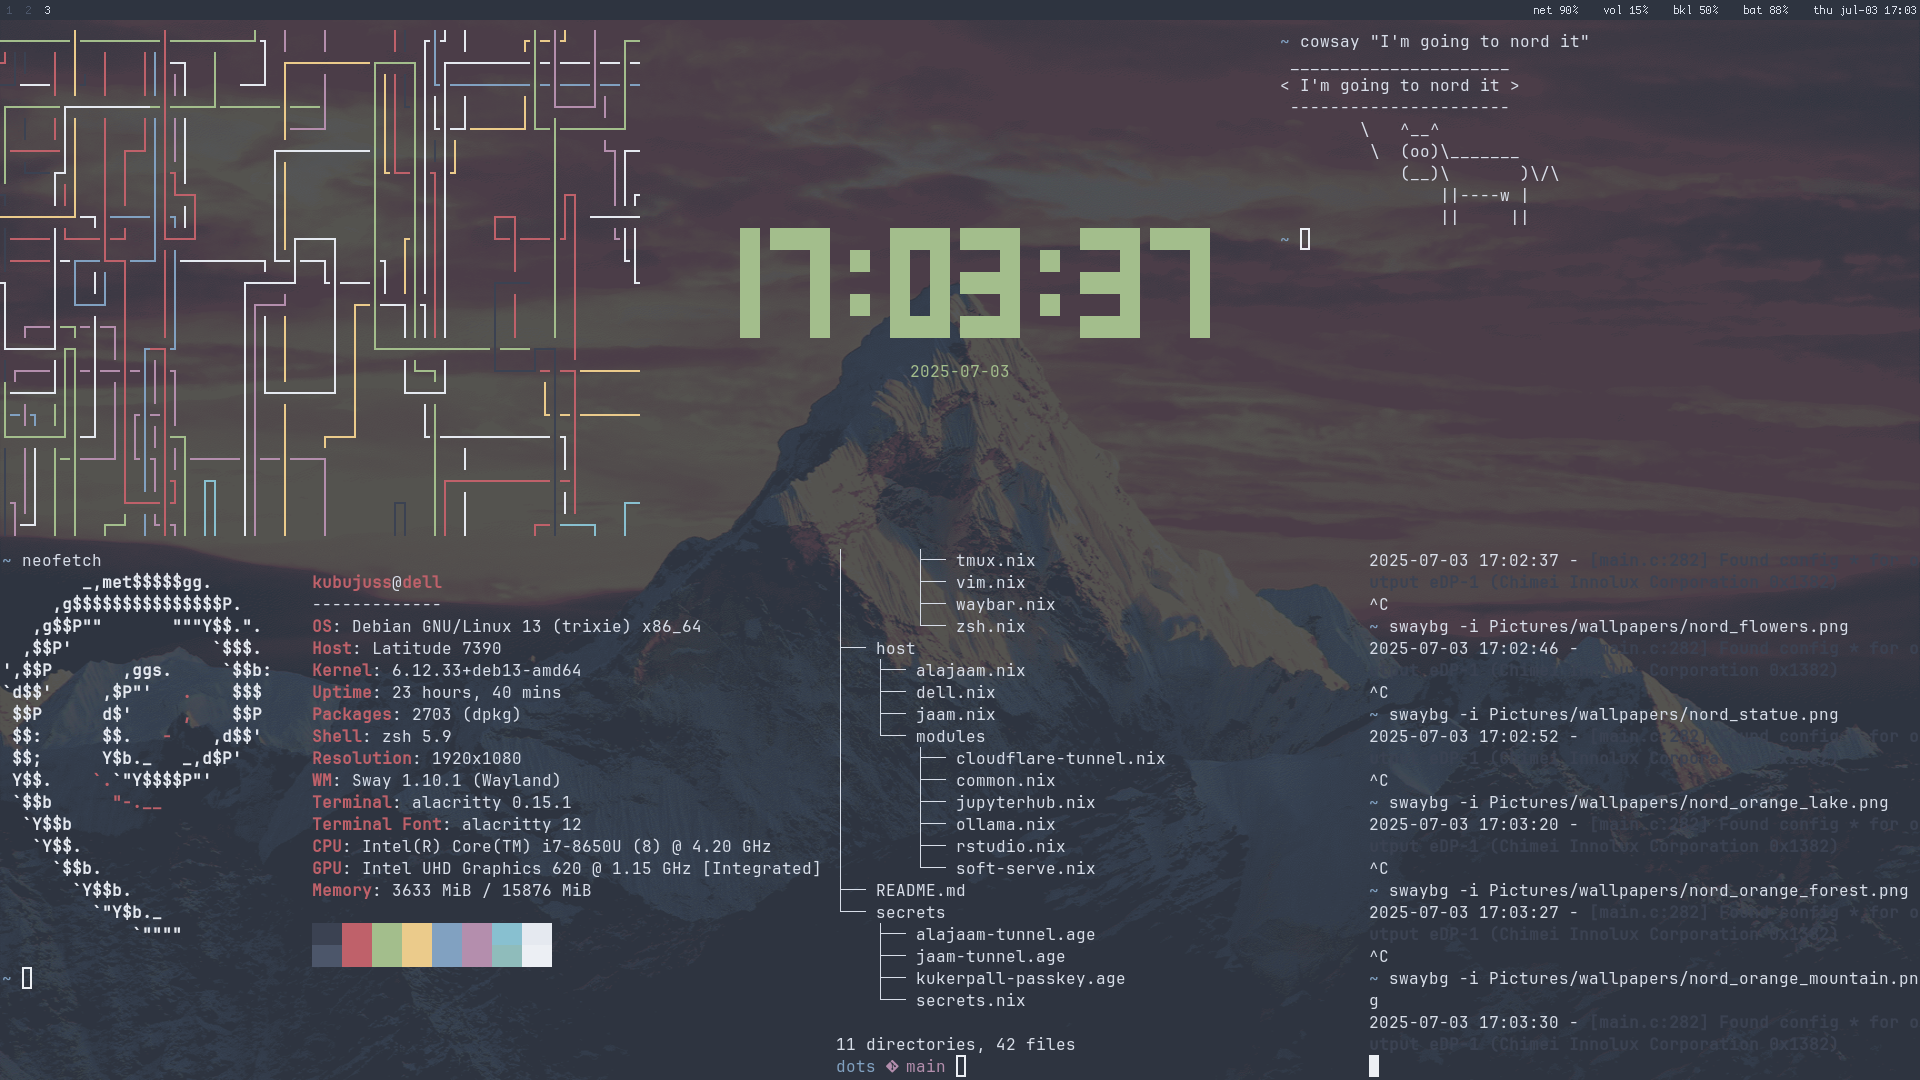 1 2 3
net 90% vol 15% bkl 50% bat 88% thu jul-03 17:03
~ cowsay "I'm going to nord it"
_____________________
< I'm going to nord it >
----------------------
\ ^__^
\ (oo)\_______
(__)\ )\/\
||----w |
|| ||
~
17:03:37
2025-07-03
~ neofetch
_,met$$$$$gg.
,g$$$$$$$$$$$$$$$P.
,g$$P"" """Y$$.".
,$$P' `$$$.
',$$P ,ggs. `$$b:
`d$$' ,$P"' . $$$
$$P d$' , $$P
$$: $$. - ,d$$'
$$; Y$b._ _,d$P'
Y$$. `.`"Y$$$$P"'
`$$b "-.__
`Y$$b
`Y$$.
`$$b.
`Y$$b.
`"Y$b._
`""""
kubujuss@dell
-------------
OS: Debian GNU/Linux 13 (trixie) x86_64
Host: Latitude 7390
Kernel: 6.12.33+deb13-amd64
Uptime: 23 hours, 40 mins
Packages: 2703 (dpkg)
Shell: zsh 5.9
Resolution: 1920x1080
WM: Sway 1.10.1 (Wayland)
Terminal: alacritty 0.15.1
Terminal Font: alacritty 12
CPU: Intel(R) Core(TM) i7-8650U (8) @ 4.20 GHz
GPU: Intel UHD Graphics 620 @ 1.15 GHz [Integrated]
Memory: 3633 MiB / 15876 MiB
~
tmux.nix
vim.nix
waybar.nix
zsh.nix
host
alajaam.nix
dell.nix
jaam.nix
modules
cloudflare-tunnel.nix
common.nix
jupyterhub.nix
ollama.nix
rstudio.nix
soft-serve.nix
README.md
secrets
alajaam-tunnel.age
jaam-tunnel.age
kukerpall-passkey.age
secrets.nix
11 directories, 42 files
dots main
2025-07-03 17:02:37 - [main.c:282] Found config * for o
utput eDP-1 (Chimei Innolux Corporation 0x1382)
^C
~ swaybg -i Pictures/wallpapers/nord_flowers.png
2025-07-03 17:02:46 - [main.c:282] Found config * for o
utput eDP-1 (Chimei Innolux Corporation 0x1382)
^C
~ swaybg -i Pictures/wallpapers/nord_statue.png
2025-07-03 17:02:52 - [main.c:282] Found config * for o
utput eDP-1 (Chimei Innolux Corporation 0x1382)
^C
~ swaybg -i Pictures/wallpapers/nord_orange_lake.png
2025-07-03 17:03:20 - [main.c:282] Found config * for o
utput eDP-1 (Chimei Innolux Corporation 0x1382)
^C
~ swaybg -i Pictures/wallpapers/nord_orange_forest.png
2025-07-03 17:03:27 - [main.c:282] Found config * for o
utput eDP-1 (Chimei Innolux Corporation 0x1382)
^C
~ swaybg -i Pictures/wallpapers/nord_orange_mountain.pn
g
2025-07-03 17:03:30 - [main.c:282] Found config * for o
utput eDP-1 (Chimei Innolux Corporation 0x1382)